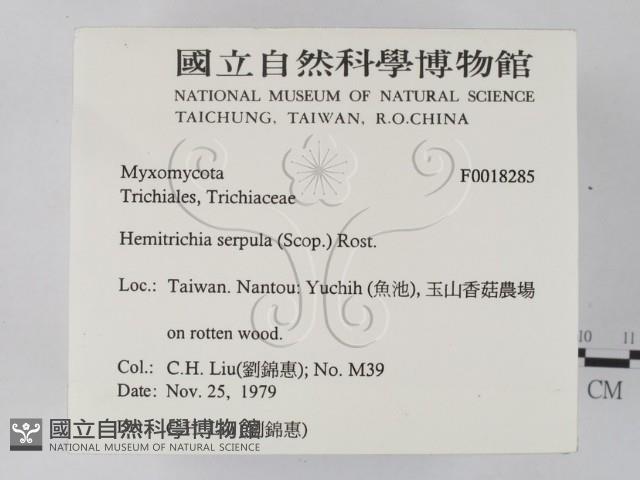 國立自然科學博物館
NATIONAL MUSEUM OF NATURAL SCIENCE
TAICHUNG, TAIWAN, R.O.CHINA
Myxomycota F0018285
Trichiales, Trichiaceae
Hemitrichia serpula (Scop.) Rost.
Loc.: Taiwan. Nantou: Yuchih (魚池), 玉山香菇農場
on rotten wood.
Col.: C.H. Liu(劉錦惠); No. M39
Date: Nov. 25, 1979
劉錦惠)
國立自然科學博物館
NATIONAL MUSEUM OF NATURAL SCIENCE
10 11
CM